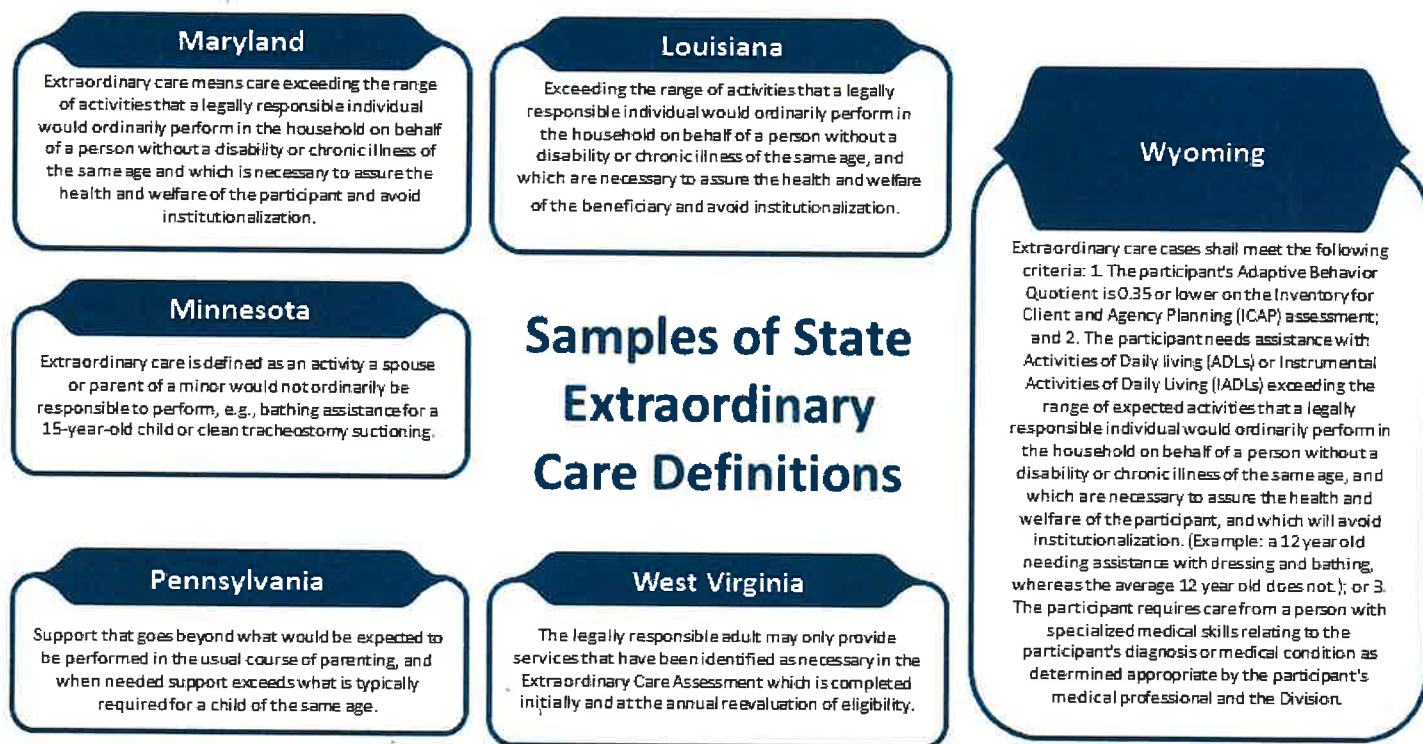 Maryland
Extraordinary care means care exceeding the range
of activities that a legally responsible individual
would ordinarily perform in the household on behalf
of a person without a disability or chronic illness of
the same age and which is necessary to assure the
health and welfare of the participant and avoid
institutionalization.
Louisiana
Exceeding the range of activities that a legally
responsible individual would ordinarily perform in
the household on behalf of a person without a
disability or chronic illness of the same age, and
which are necessary to assure the health and welfare
of the beneficiary and avoid institutionalization.
Minnesota
Extraordinary care is defined as an activity a spouse
or parent of a minor would not ordinarily be
responsible to perform, e.g., bathing assistance for a
15-year-old child or clean tracheostomy suctioning.
Samples of State
Extraordinary
Care Definitions
Pennsylvania
Support that goes beyond what would be expected to
be performed in the usual course of parenting, and
when needed support exceeds what is typically
required for a child of the same age.
West Virginia
The legally responsible adult may only provide
services that have been identified as necessary in the
Extraordinary Care Assessment which is completed
initially and at the annual reevaluation of eligibility.
Wyoming
Extraordinary care cases shall meet the following
criteria: 1. The participant's Adaptive Behavior
Quotient is 0.35 or lower on the Inventory for
Client and Agency Planning (ICAP) assessment;
and 2. The participant needs assistance with
Activities of Daily living (ADLs) or Instrumental
Activities of Daily Living (IADLs) exceeding the
range of expected activities that a legally
responsible individual would ordinarily perform in
the household on behalf of a person without a
disability or chronic illness of the same age, and
which are necessary to assure the health and
welfare of the participant, and which will avoid
institutionalization. (Example: a 12 year old
needing assistance with dressing and bathing,
whereas the average 12 year old does not.); or 3.
The participant requires care from a person with
specialized medical skills relating to the
participant's diagnosis or medical condition as
determined appropriate by the participant's
medical professional and the Division.